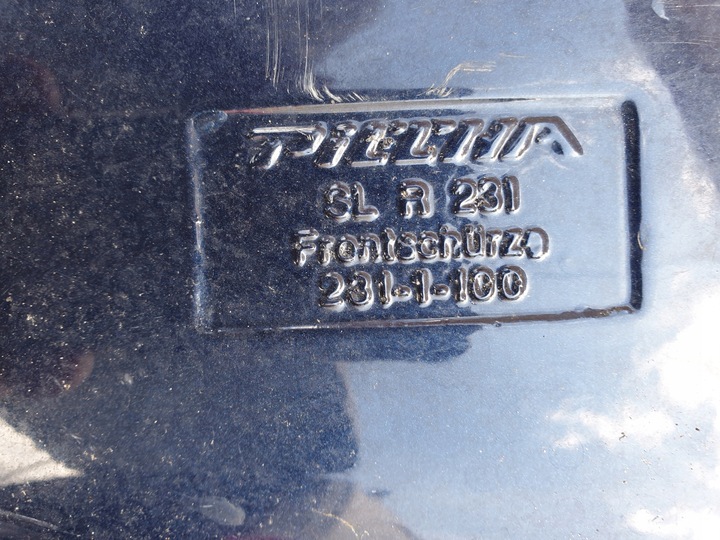 PIECHA
SL R 231
Frontschürze
231-1-100